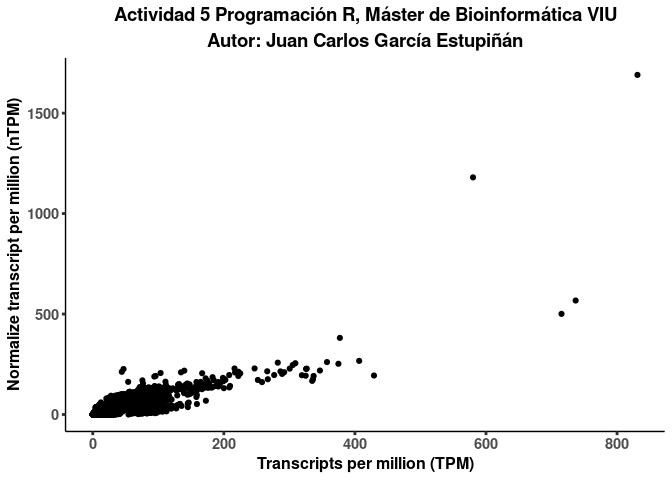 Actividad 5 Programación R, Máster de Bioinformática VIU
Autor: Juan Carlos García Estupiñán
Normalize transcript per million (nTPM)
1500
1000
500
0
0 200 400 600 800
Transcripts per million (TPM)